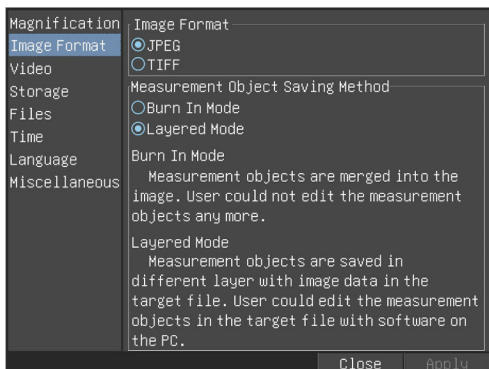 Magnification
Image Format
Video
Storage
Files
Time
Language
Miscellaneous
Image Format
JPEG
TIFF
Measurement Object Saving Method
Burn In Mode
Layered Mode
Burn In Mode
Measurement objects are merged into the
image. User could not edit the measurement
objects any more.
Layered Mode
Measurement objects are saved in
different layer with image data in the
target file. User could edit the measurement
objects in the target file with software on
the PC.
Close
Apply